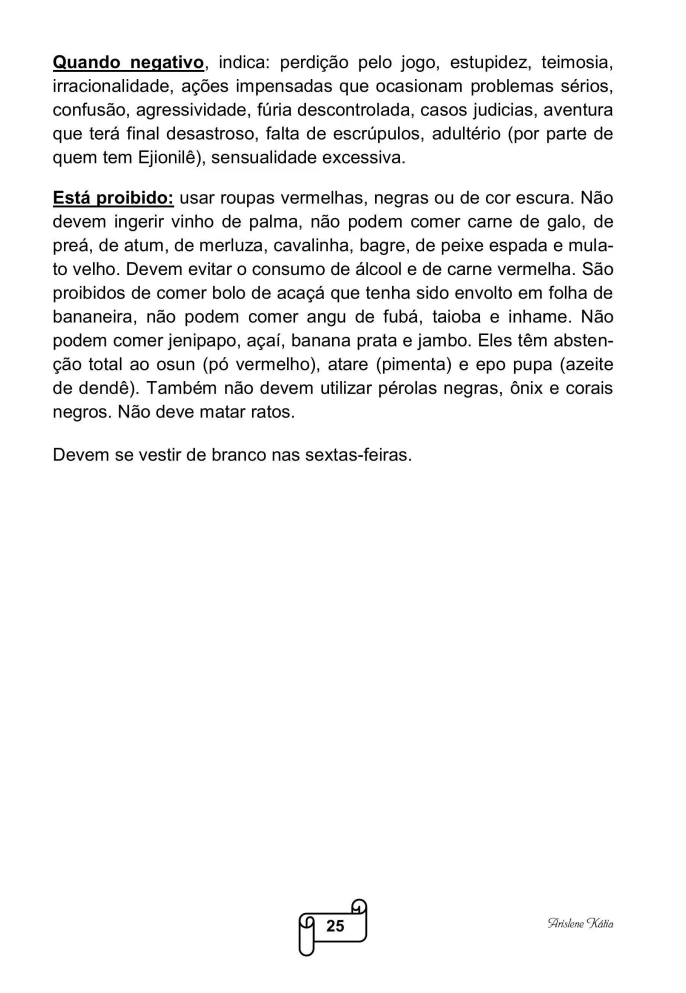 Quando negativo, indica: perdição pelo jogo, estupidez, teimosia,
irracionalidade, ações impensadas que ocasionam problemas sérios,
confusão, agressividade, fúria descontrolada, casos judicias, aventura
que terá final desastroso, falta de escrúpulos, adultério (por parte de
quem tem Ejionilê), sensualidade excessiva.
Está proibido: usar roupas vermelhas, negras ou de cor escura. Não
devem ingerir vinho de palma, não podem comer carne de galo, de
preá, de atum, de merluza, cavalinha, bagre, de peixe espada e mula-
to velho. Devem evitar o consumo de álcool e de carne vermelha. São
proibidos de comer bolo de acaçá que tenha sido envolto em folha de
bananeira, não podem comer angu de fubá, taioba e inhame. Não
podem comer jenipapo, açaí, banana prata e jambo. Eles têm absten-
ção total ao osun (pó vermelho), atare (pimenta) e epo pupa (azeite
de dendê). Também não devem utilizar pérolas negras, ônix e corais
negros. Não deve matar ratos.
Devem se vestir de branco nas sextas-feiras.
25
Arislene Kátia